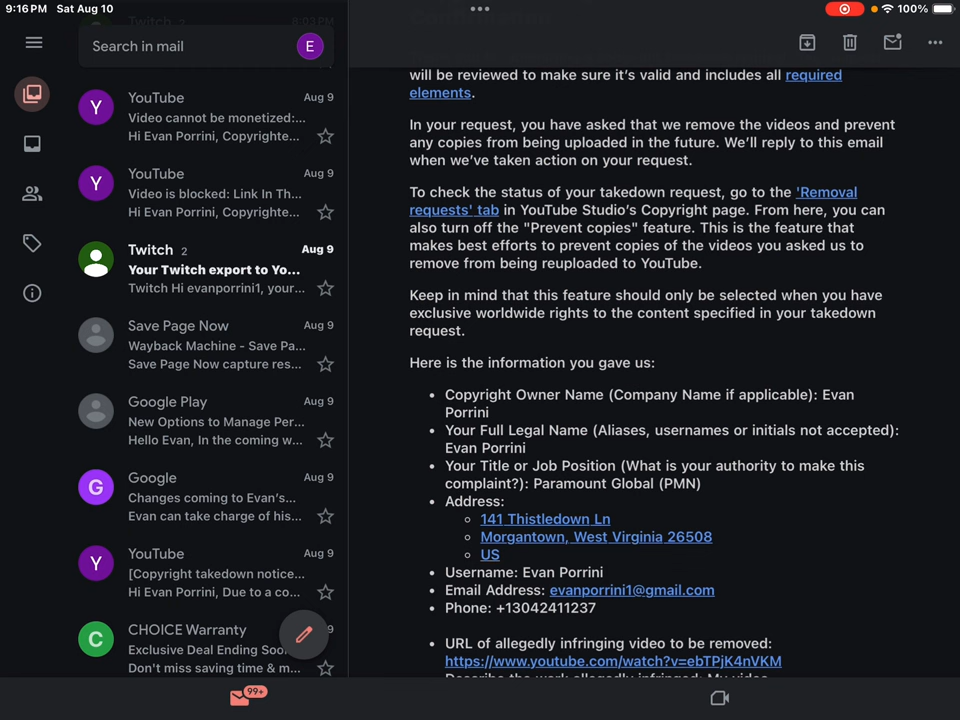 9:16 PM Sat Aug 10
100%
Search in mail
E
Y
YouTube
Aug 9
Video cannot be monetized:...
Hi Evan Porrini, Copyrighte...
Y
YouTube
Aug 9
Video is blocked: Link In Th...
Hi Evan Porrini, Copyrighte...
Twitch 2
Aug 9
Your Twitch export to Yo...
Twitch Hi evanporrini1, your...
Save Page Now
Aug 9
Wayback Machine - Save Pa...
Save Page Now capture res...
Google Play
Aug 9
New Options to Manage Per...
Hello Evan, In the coming w...
G
Google
Aug 9
Changes coming to Evan's...
Evan can take charge of his...
Y
YouTube
Aug 9
[Copyright takedown notice...
Hi Evan Porrini, Due to a co...
C
CHOICE Warranty
9
Exclusive Deal Ending Soo
Don't miss saving time & m...
99+
will be reviewed to make sure it's valid and includes all required
elements.
In your request, you have asked that we remove the videos and prevent
any copies from being uploaded in the future. We'll reply to this email
when we've taken action on your request.
To check the status of your takedown request, go to the 'Removal
requests' tab in YouTube Studio's Copyright page. From here, you can
also turn off the "Prevent copies" feature. This is the feature that
makes best efforts to prevent copies of the videos you asked us to
remove from being reuploaded to YouTube.
Keep in mind that this feature should only be selected when you have
exclusive worldwide rights to the content specified in your takedown
request.
Here is the information you gave us:
• Copyright Owner Name (Company Name if applicable): Evan
Porrini
• Your Full Legal Name (Aliases, usernames or initials not accepted):
Evan Porrini
• Your Title or Job Position (What is your authority to make this
complaint?): Paramount Global (PMN)
• Address:
141 Thistledown Ln
Morgantown, West Virginia 26508
US
• Username: Evan Porrini
• Email Address: evanporrini1@gmail.com
• Phone: +13042411237
• URL of allegedly infringing video to be removed:
https://www.youtube.com/watch?v=ebTPjK4nVKM
Describe the work allegedly infringed: My video